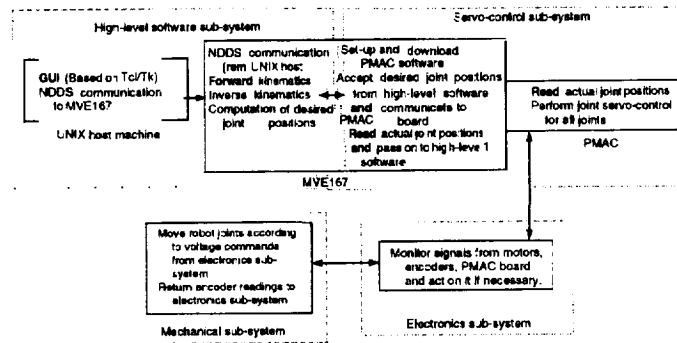 High-level software sub-system
Servo-control sub-system
GUI (Based on Tcl/Tk)
NDDS communication
to MVE167
UNIX host machine
NDDS communication
(rem UNIX host
Forward kinematics
Inverse kinematics
Computation of desired
joint positions
Set-up and download
PMAC software
Accept desired joint positions
from high-level software
and communicate to
PMAC board
Read actual joint positions
and pass on to high-leve 1
software
MVE167
Read actual joint positions
Perform joint servo-control
for all joints
PMAC
Move robot joints according
to voltage commands
from electronics sub-
system
Return encoder readings to
electronics sub-system
Mechanical sub-system
Monitor signals from motors,
encoders, PMAC board
and act on it if necessary.
Electronics sub-system